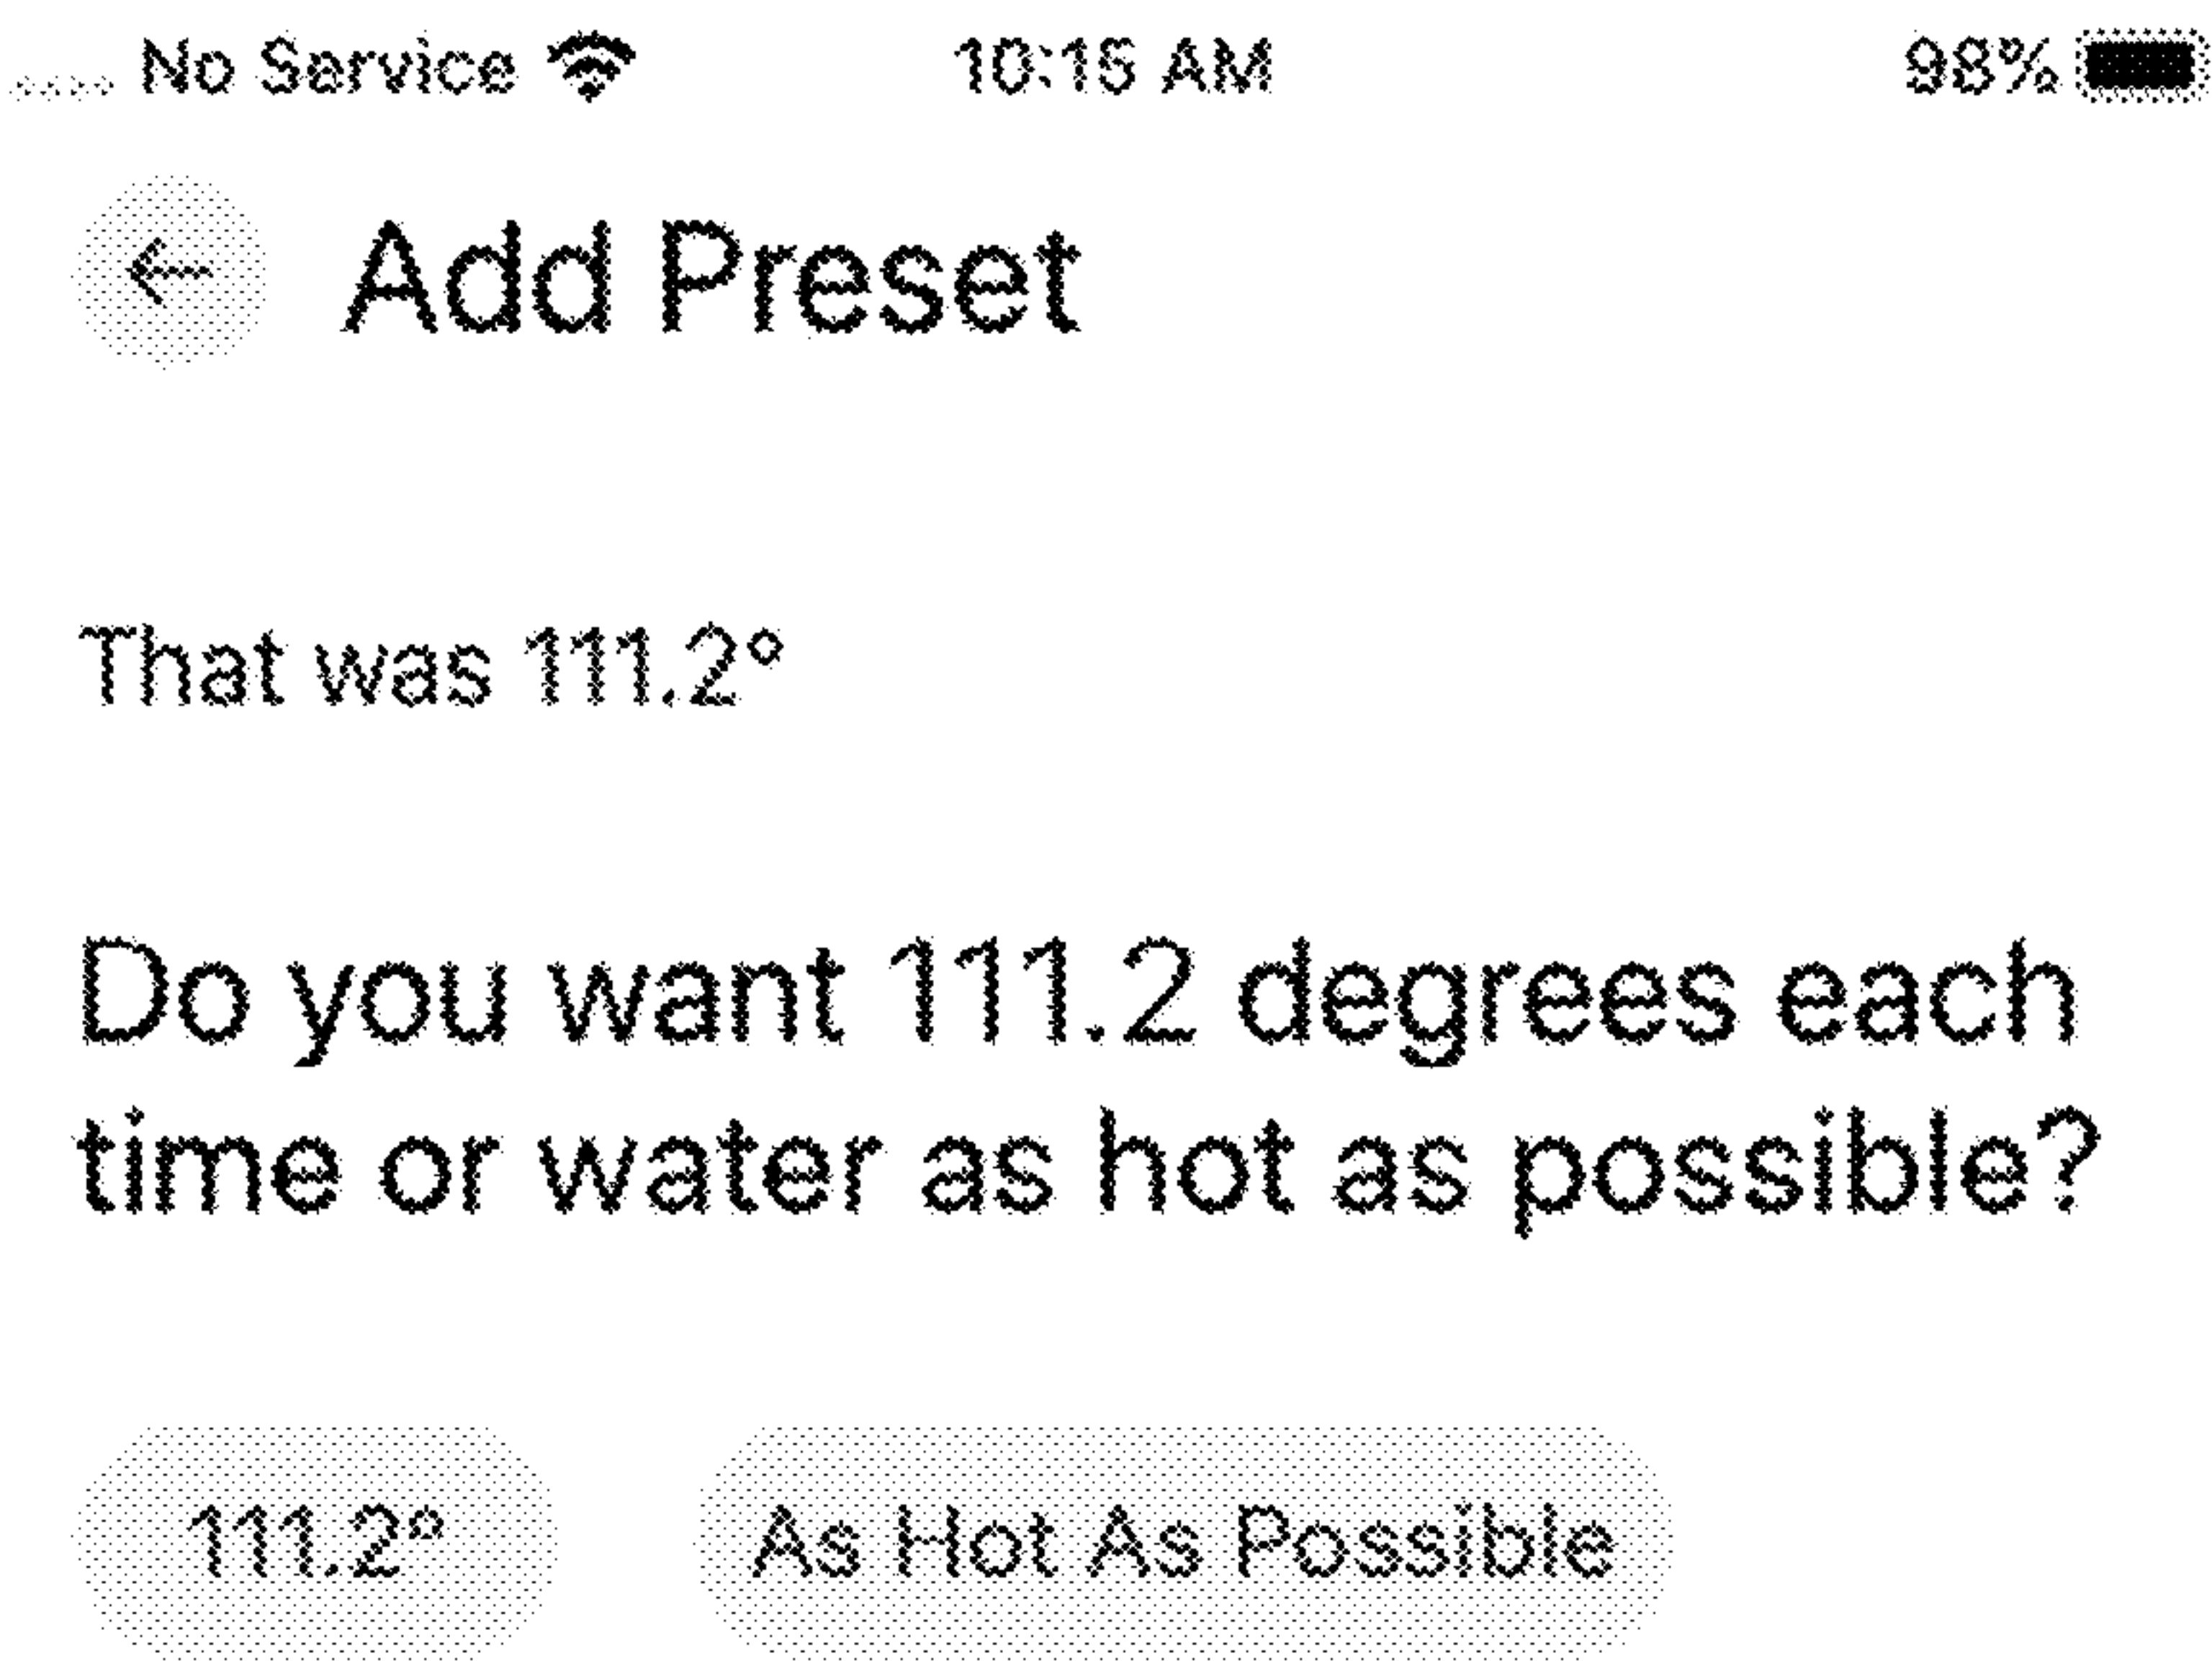 No Service 10:15 AM 98%
Add Preset
That was 111.2°
Do you want 111.2 degrees each
time or water as hot as possible?
111.2° As Hot As Possible